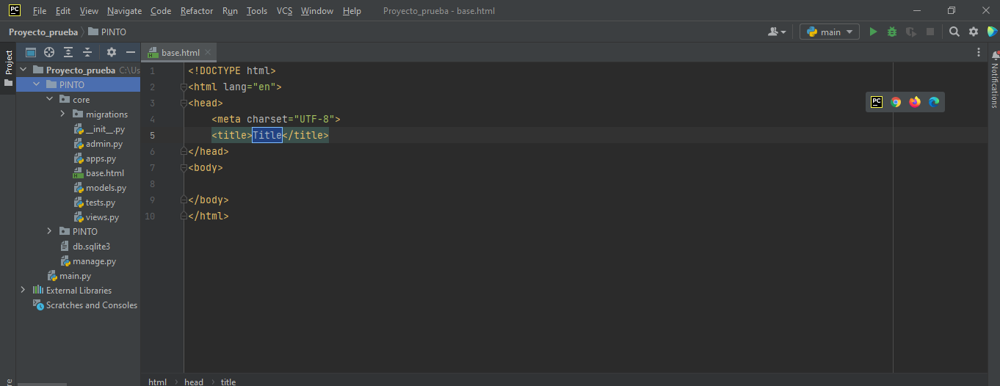 PC File Edit View Navigate Code Refactor Run Tools VCS Window Help Proyecto_prueba - base.html
Proyecto_prueba PINTO main
Project
base.html
Notifications
Proyecto_prueba C:\Us
PINTO
core
migrations
__init__.py
admin.py
apps.py
base.html
models.py
tests.py
views.py
PINTO
db.sqlite3
manage.py
main.py
External Libraries
Scratches and Consoles
1 <!DOCTYPE html>
2 <html lang="en">
3 <head>
4 <meta charset="UTF-8">
5 <title>Title</title>
6 </head>
7 <body>
8
9 </body>
10 </html>
PC
html head title